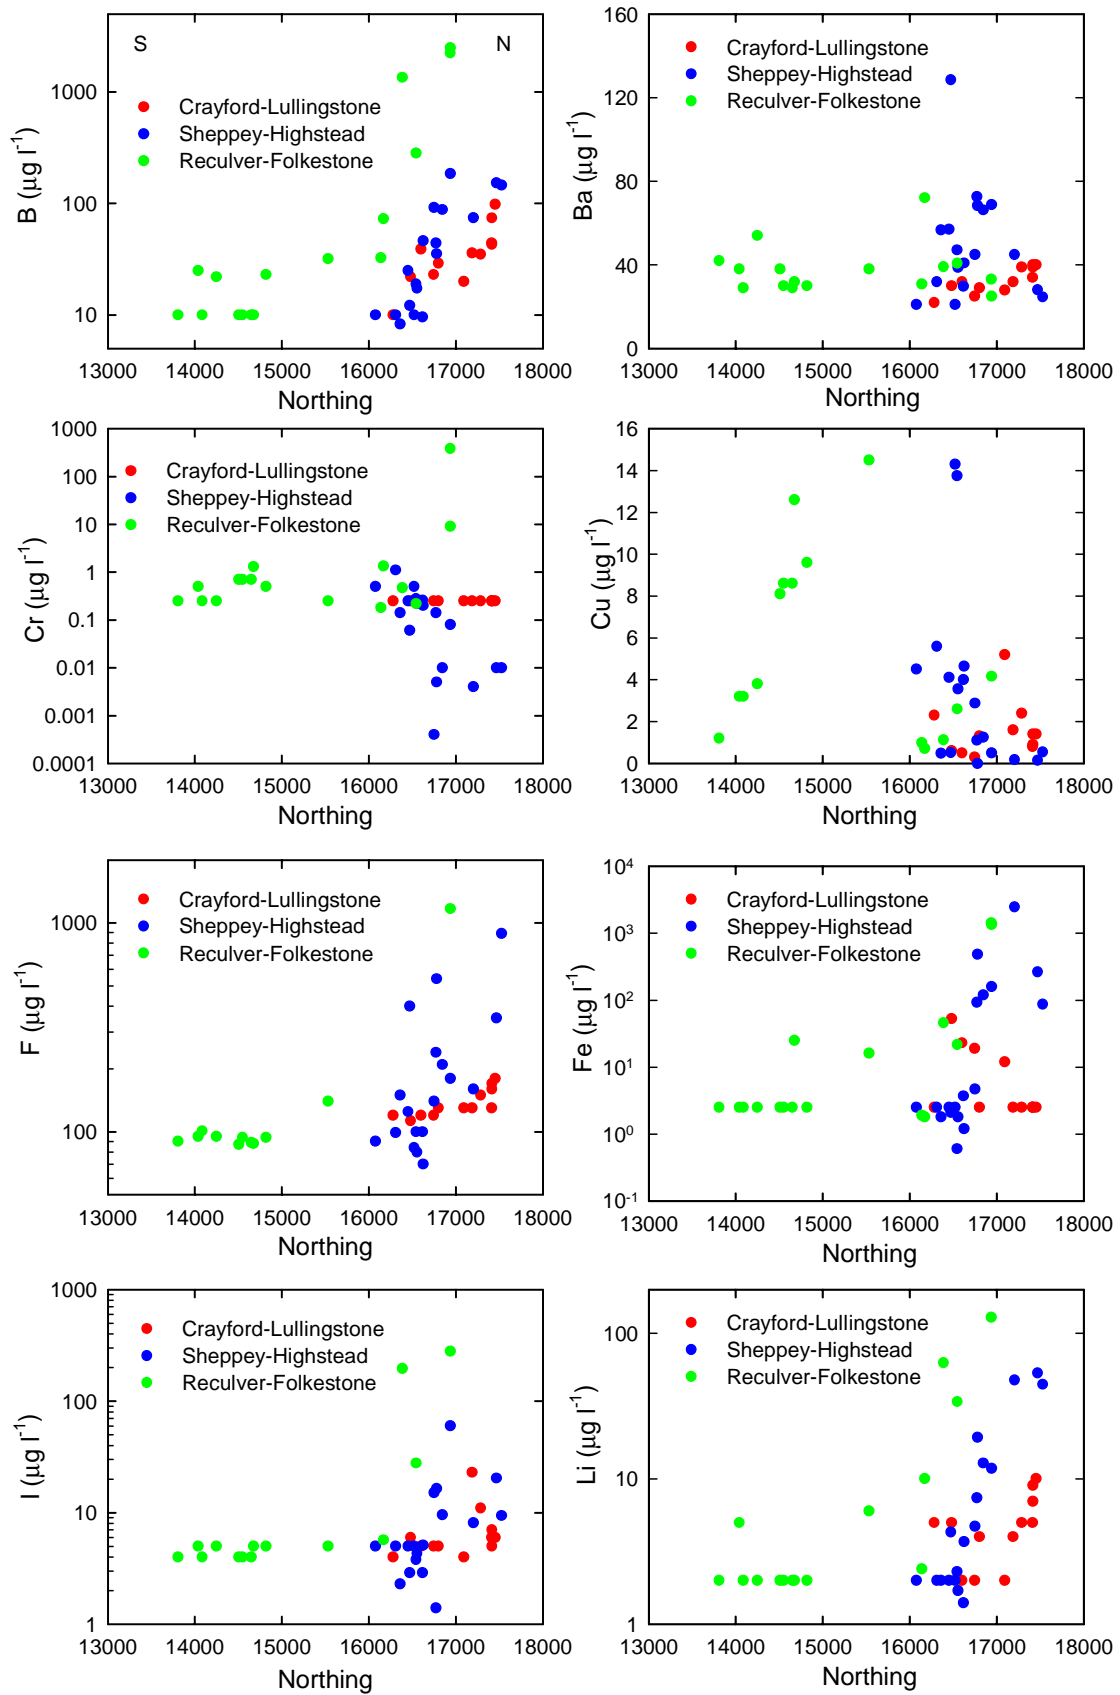 S N
Crayford-Lullingstone
Sheppey-Highstead
Reculver-Folkestone
B (µg l-1)
1000
100
10
13000 14000 15000 16000 17000 18000
Northing
Crayford-Lullingstone
Sheppey-Highstead
Reculver-Folkestone
Ba (µg l-1)
160
120
80
40
0
13000 14000 15000 16000 17000 18000
Northing
Crayford-Lullingstone
Sheppey-Highstead
Reculver-Folkestone
Cr (µg l-1)
1000
100
10
1
0.1
0.01
0.001
0.0001
13000 14000 15000 16000 17000 18000
Northing
Cu (µg l-1)
16
14
12
10
8
6
4
2
0
13000 14000 15000 16000 17000 18000
Northing
Crayford-Lullingstone
Sheppey-Highstead
Reculver-Folkestone
F (µg l-1)
1000
100
13000 14000 15000 16000 17000 18000
Northing
Crayford-Lullingstone
Sheppey-Highstead
Reculver-Folkestone
Fe (µg l-1)
10⁴
10³
10²
10¹
10⁰
10-1
13000 14000 15000 16000 17000 18000
Northing
Crayford-Lullingstone
Sheppey-Highstead
Reculver-Folkestone
I (µg l-1)
1000
100
10
1
13000 14000 15000 16000 17000 18000
Northing
Crayford-Lullingstone
Sheppey-Highstead
Reculver-Folkestone
Li (µg l-1)
100
10
1
13000 14000 15000 16000 17000 18000
Northing